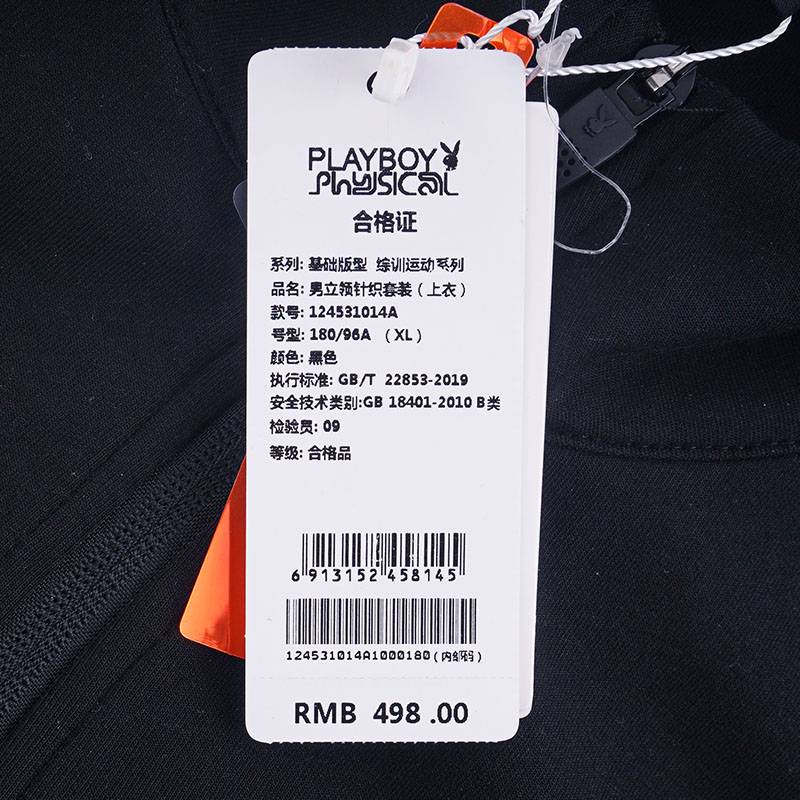 PLAYBOY
PhySICAL
合格证
系列: 基础版型 综训运动系列
品名: 男立领针织套装（上衣）
款号: 124531014A
号型: 180/96A （XL）
颜色: 黑色
执行标准: GB/T 22853-2019
安全技术类别:GB 18401-2010 B类
检验员: 09
等级: 合格品
6 913152 458145
124531014A1000180(内部码)
RMB 498.00